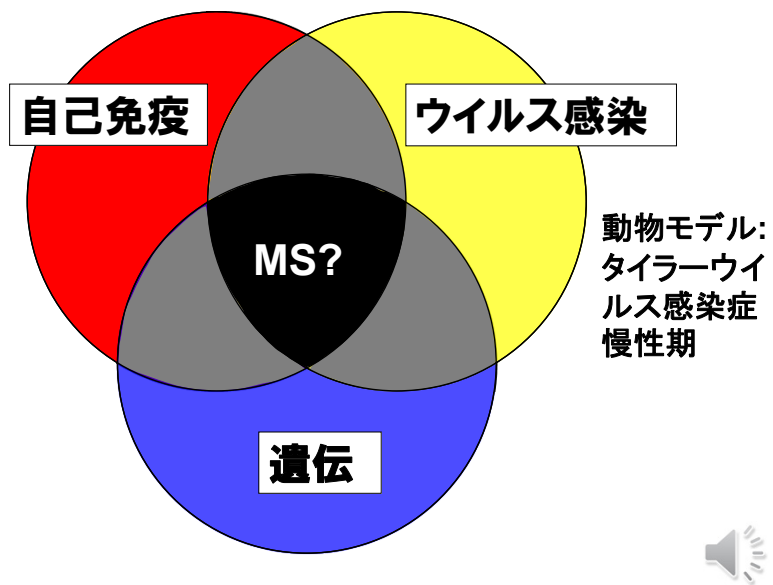 自己免疫
ウイルス感染
MS?
動物モデル:
タイラーウイ
ルス感染症
慢性期
遺伝